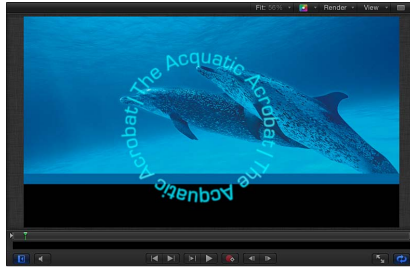 Fit: 56% Render View
The Acquatic Acrobat | The Acquatic Acrobat |